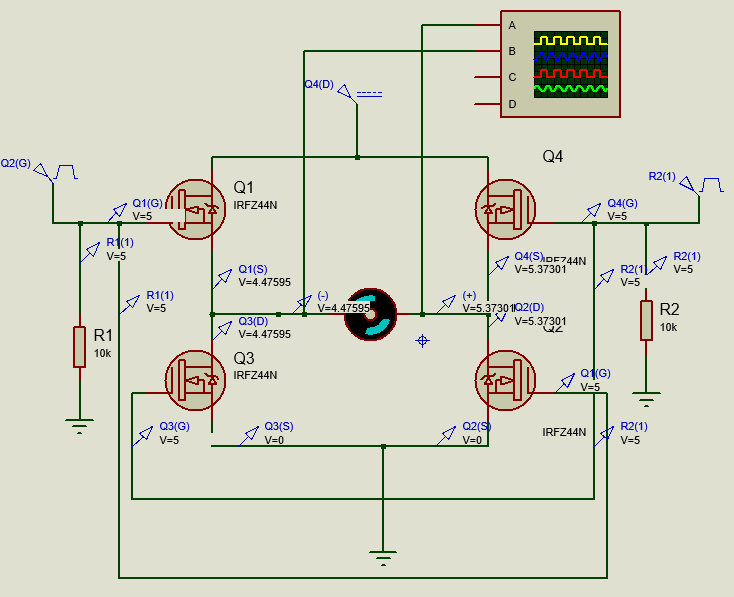 A
B
C
D
Q4(D)
Q4
Q2(G)
R2(1)
Q1
IRFZ44N
Q1(G)
V=5
Q4(G)
V=5
R1(1)
V=5
Q4(S)
V=5.37301
IRFZ44N
R2(1)
V=5
R2(1)
V=5
Q1(S)
V=4.47595
R1(1)
V=5
(-)
V=4.47595
(+)
V=5.37301
Q2(D)
V=5.37301
Q2
R2
10k
Q3(D)
V=4.47595
R1
10k
Q3
IRFZ44N
Q1(G)
V=5
Q3(G)
V=5
Q3(S)
V=0
Q2(S)
V=0
IRFZ44N
R2(1)
V=5